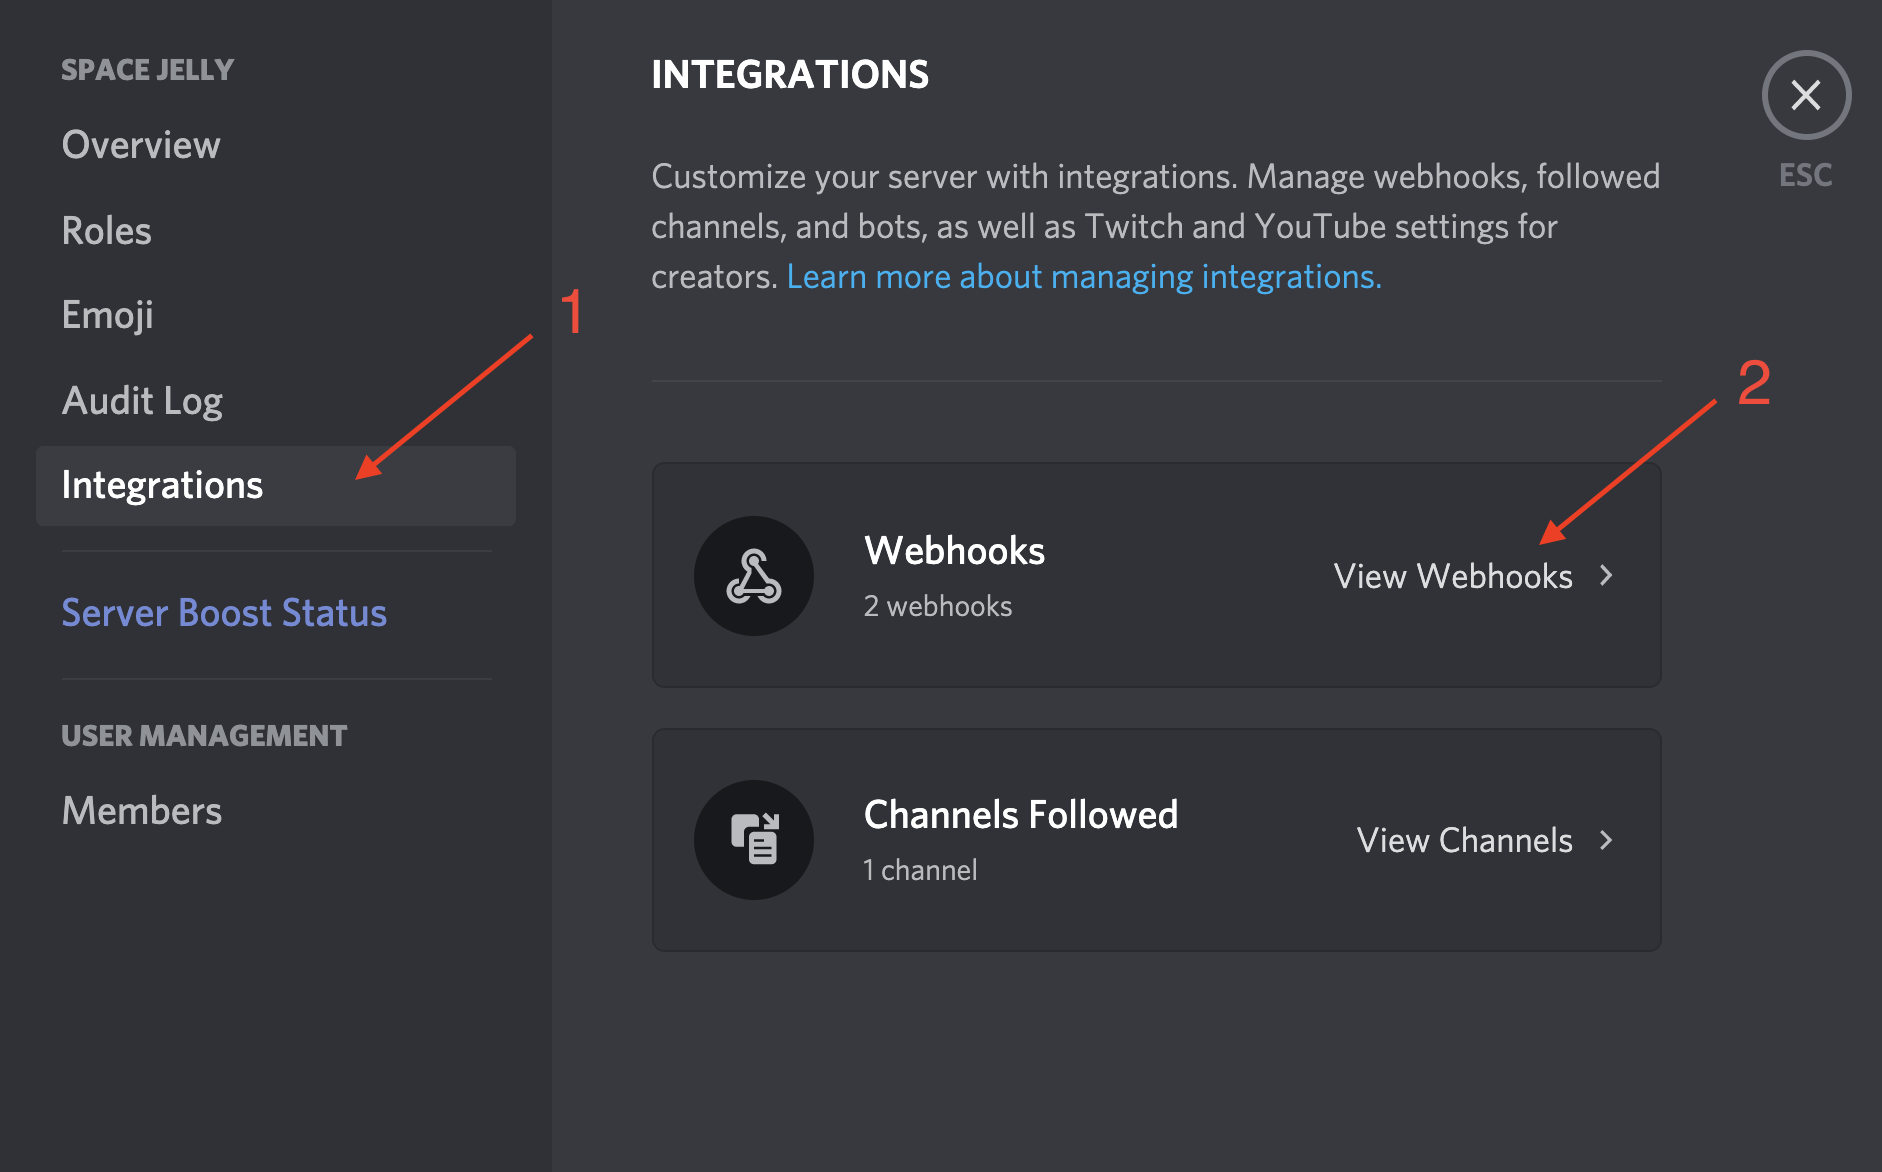 SPACE JELLY
Overview
Roles
Emoji
Audit Log
Integrations
Server Boost Status
USER MANAGEMENT
Members
1
INTEGRATIONS
Customize your server with integrations. Manage webhooks, followed
channels, and bots, as well as Twitch and YouTube settings for
creators. Learn more about managing integrations.
ESC
2
Webhooks
2 webhooks
View Webhooks
Channels Followed
1 channel
View Channels